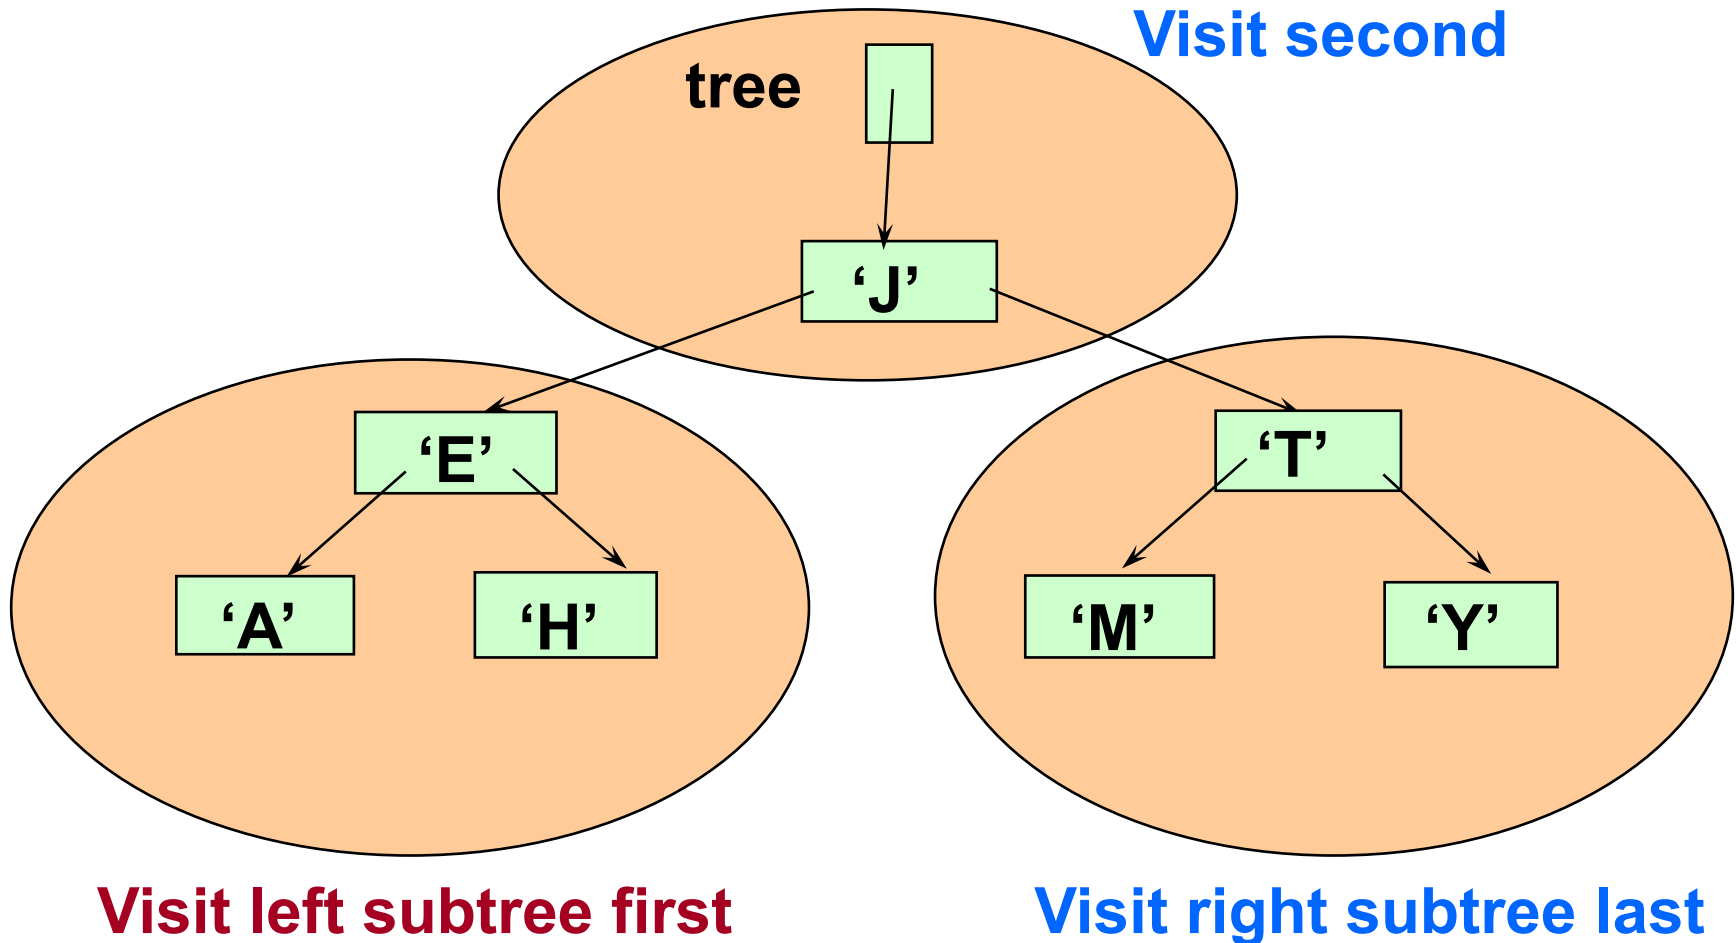 Visit second
tree
‘J’
‘E’
‘T’
‘A’
‘H’
‘M’
‘Y’
Visit left subtree first
Visit right subtree last